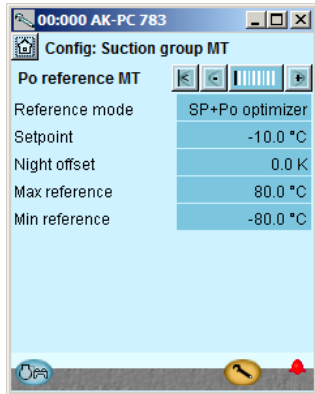 00:000 AK-PC 783
Config: Suction group MT
Po reference MT
Reference mode SP+Po optimizer
Setpoint -10.0 °C
Night offset 0.0 K
Max reference 80.0 °C
Min reference -80.0 °C